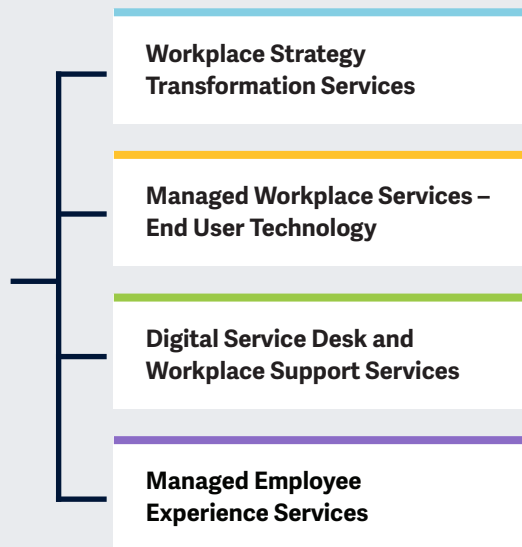 Workplace Strategy
Transformation Services
Managed Workplace Services –
End User Technology
Digital Service Desk and
Workplace Support Services
Managed Employee
Experience Services